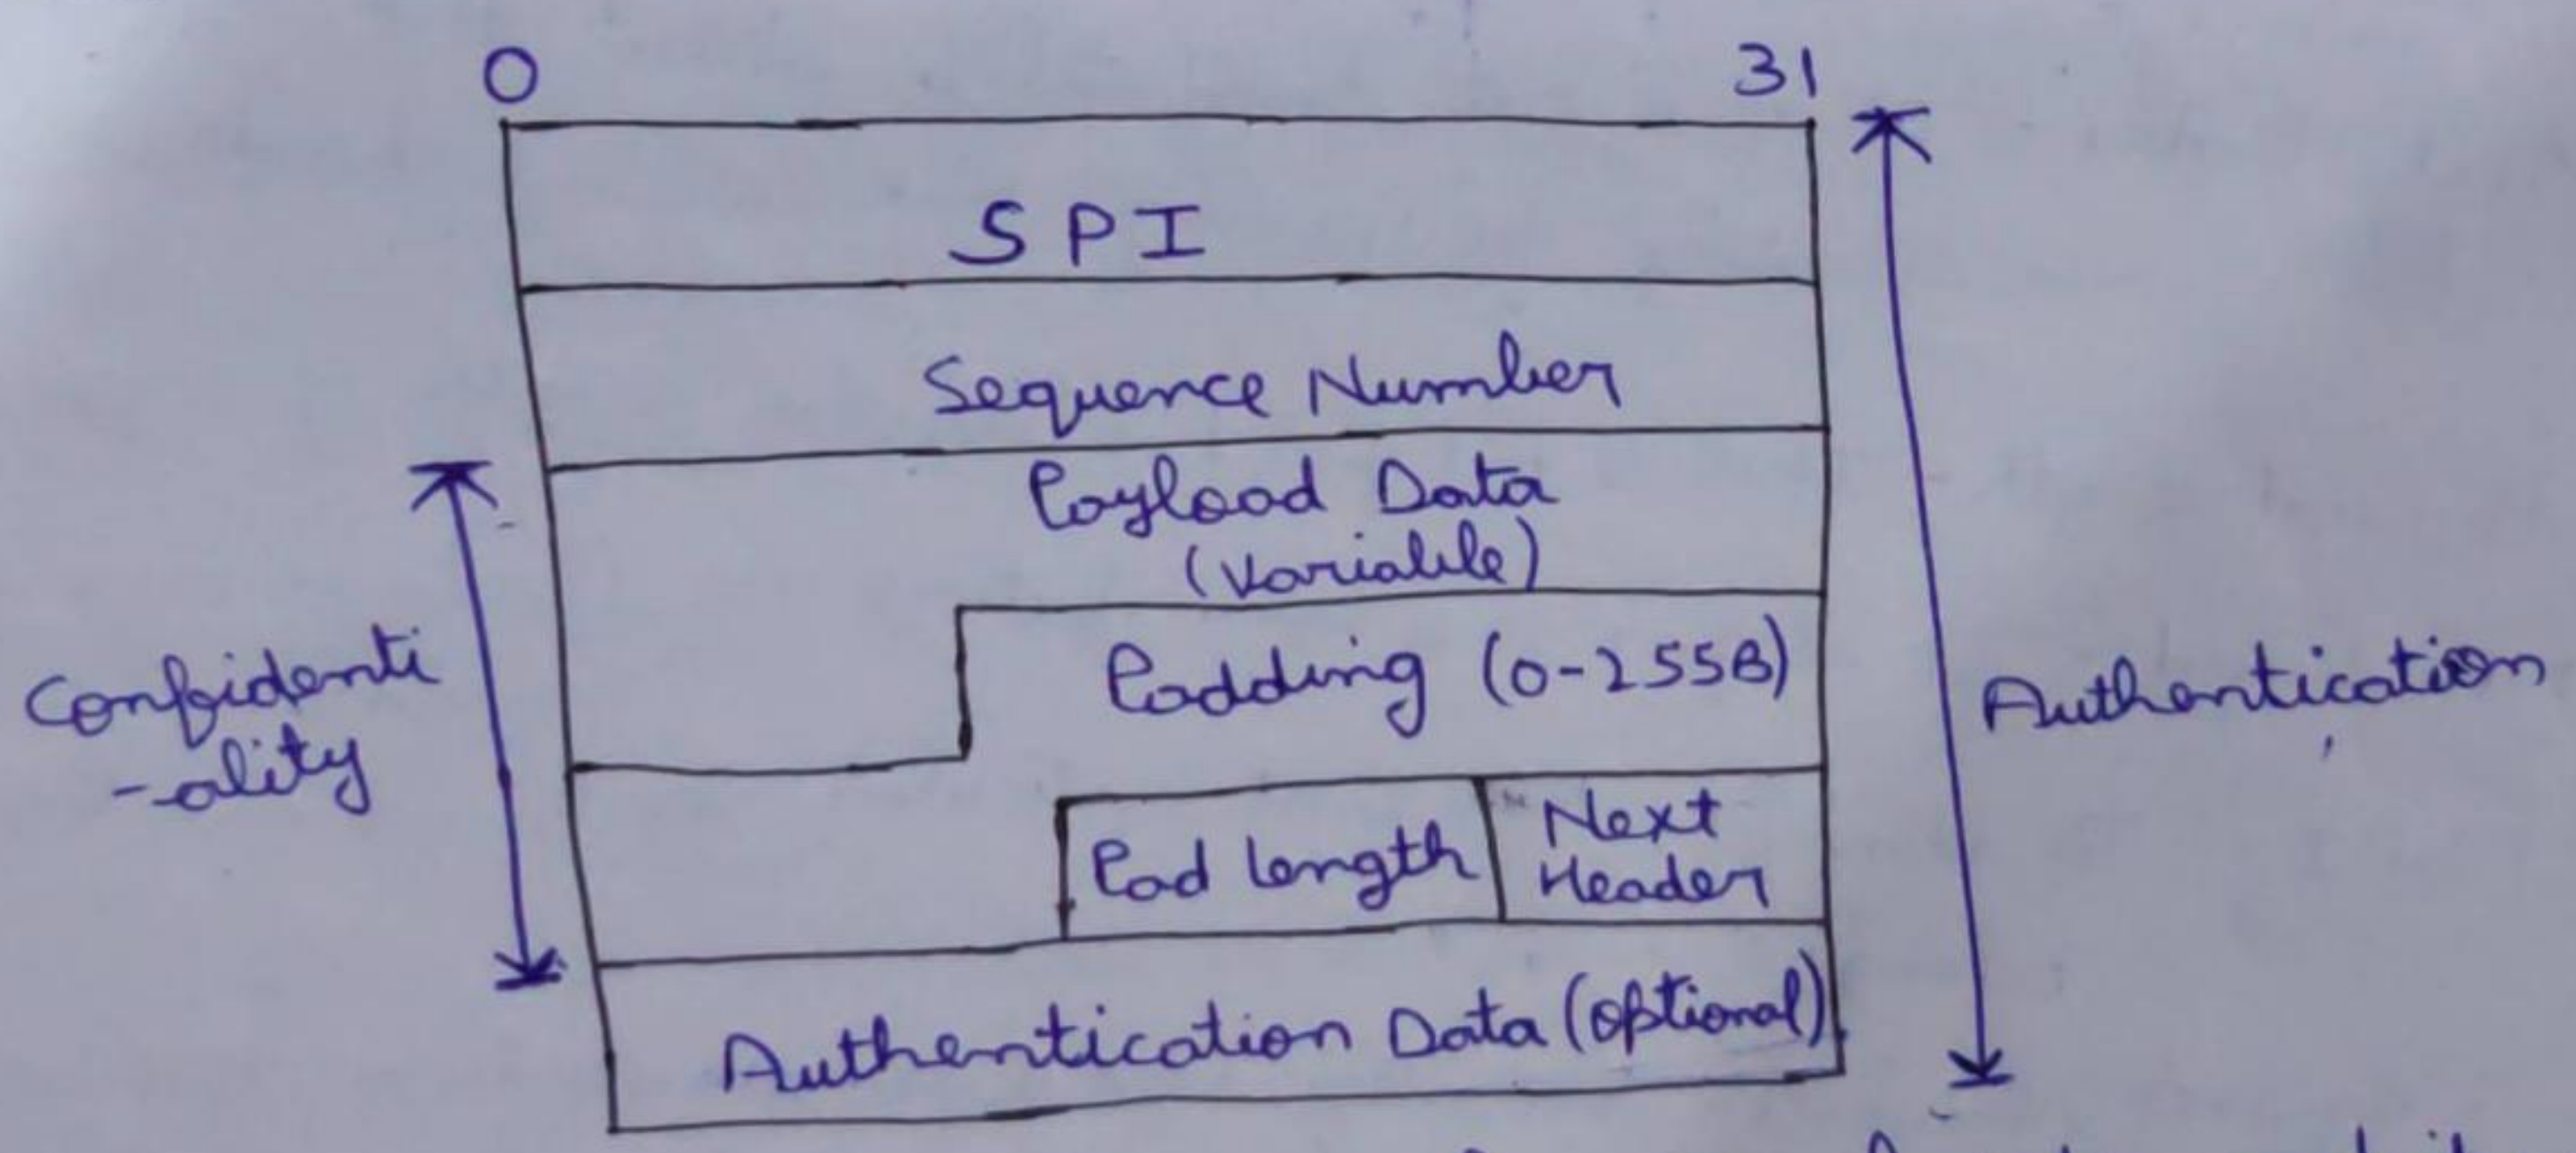 0 31
SPI
Sequence Number
Payload Data
(Variable)
Padding (0-255B)
Confidenti
-ality
Authentication
Pad length
Next
Header
Authentication Data (optional)